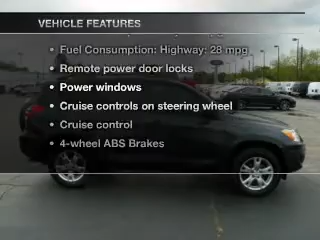 VEHICLE FEATURES
• Fuel Consumption: Highway: 28 mpg
• Remote power door locks
• Power windows
• Cruise controls on steering wheel
• Cruise control
• 4-wheel ABS Brakes